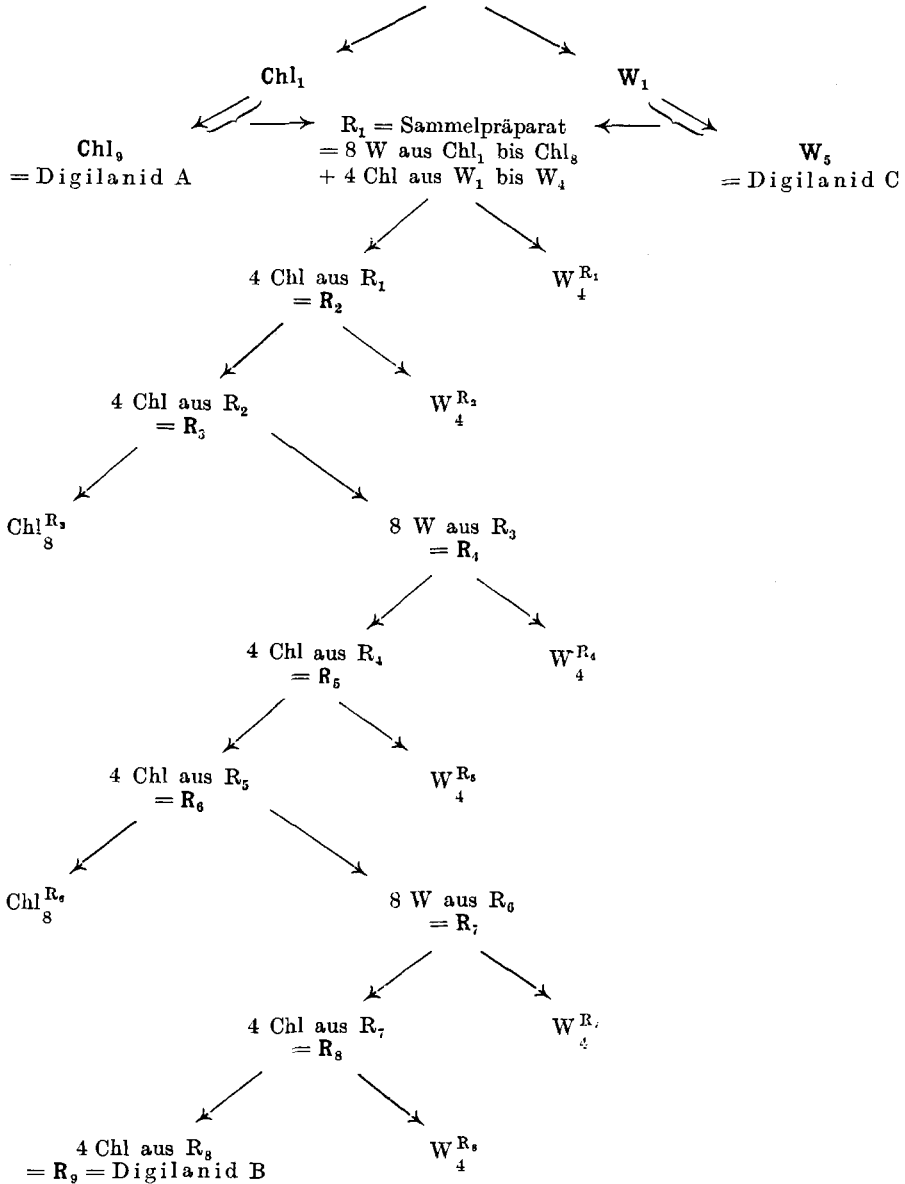 Chl₁ W₁
R₁ = Sammelpräparat
Chl₉ = 8 W aus Chl₁ bis Chl₈ W₅
= Digilanid A + 4 Chl aus W₁ bis W₄ = Digilanid C
4 Chl aus R₁ W₄^R₁
= R₂
4 Chl aus R₂ W₄^R₂
= R₃
Chl₈^R₃ 8 W aus R₃
= R₄
4 Chl aus R₄ W₄^R₄
= R₅
4 Chl aus R₅ W₄^R₅
= R₆
Chl₈^R₆ 8 W aus R₆
= R₇
4 Chl aus R₇ W₄^R₇
= R₈
4 Chl aus R₈ W₄^R₈
= R₉ = Digilanid B